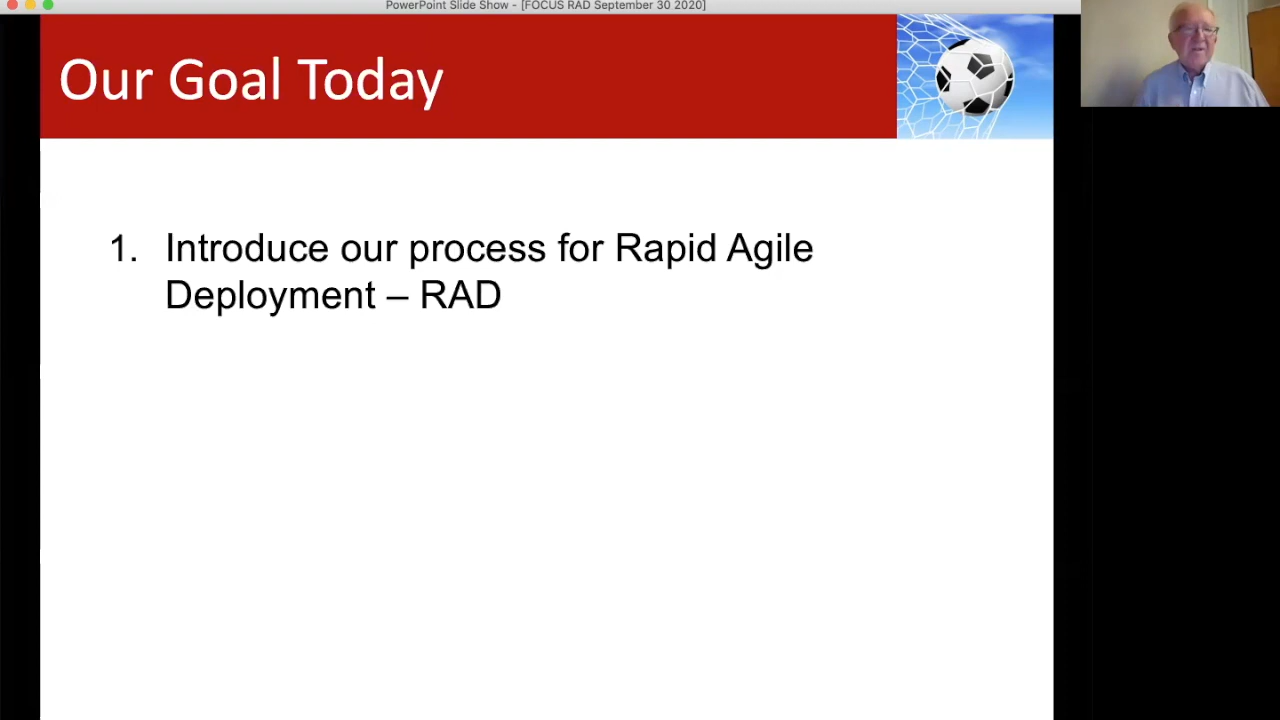 PowerPoint Slide Show - [FOCUS RAD September 30 2020]
Our Goal Today
1. Introduce our process for Rapid Agile
Deployment – RAD